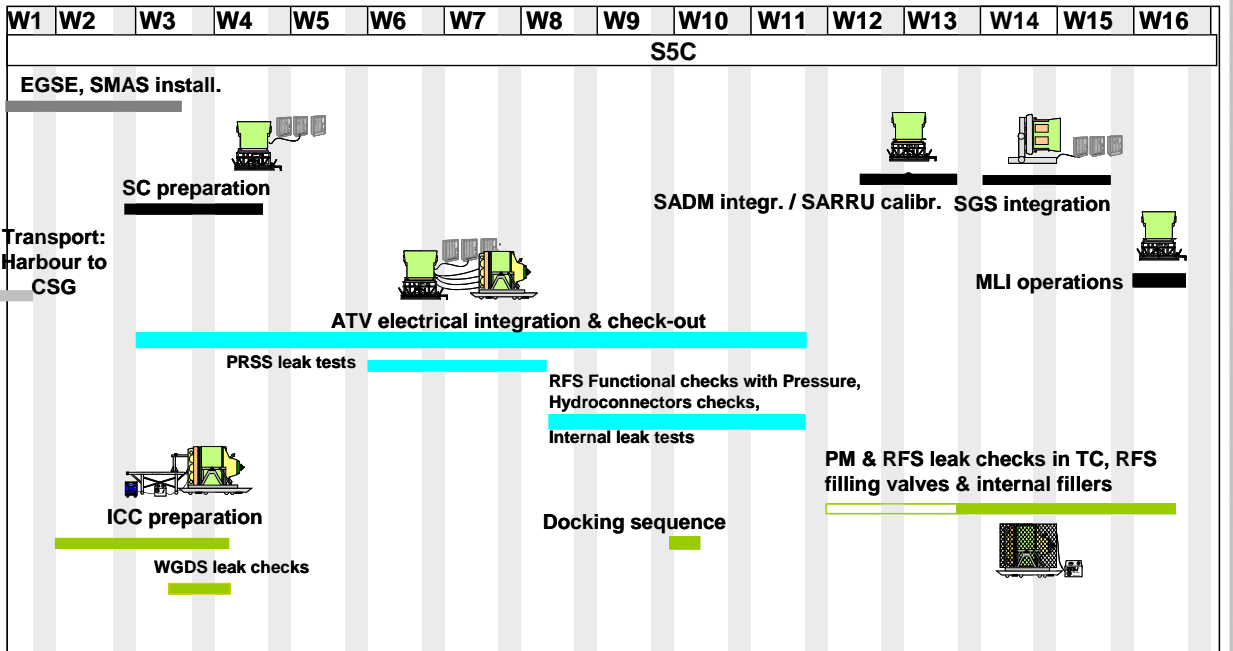 W1 W2 W3 W4 W5 W6 W7 W8 W9 W10 W11 W12 W13 W14 W15 W16
S5C
EGSE, SMAS install.
SC preparation
SADM integr. / SARRU calibr.
SGS integration
Transport:
Harbour to
CSG
MLI operations
ATV electrical integration & check-out
PRSS leak tests
RFS Functional checks with Pressure,
Hydroconnectors checks,
Internal leak tests
PM & RFS leak checks in TC, RFS
filling valves & internal fillers
ICC preparation
Docking sequence
WGDS leak checks